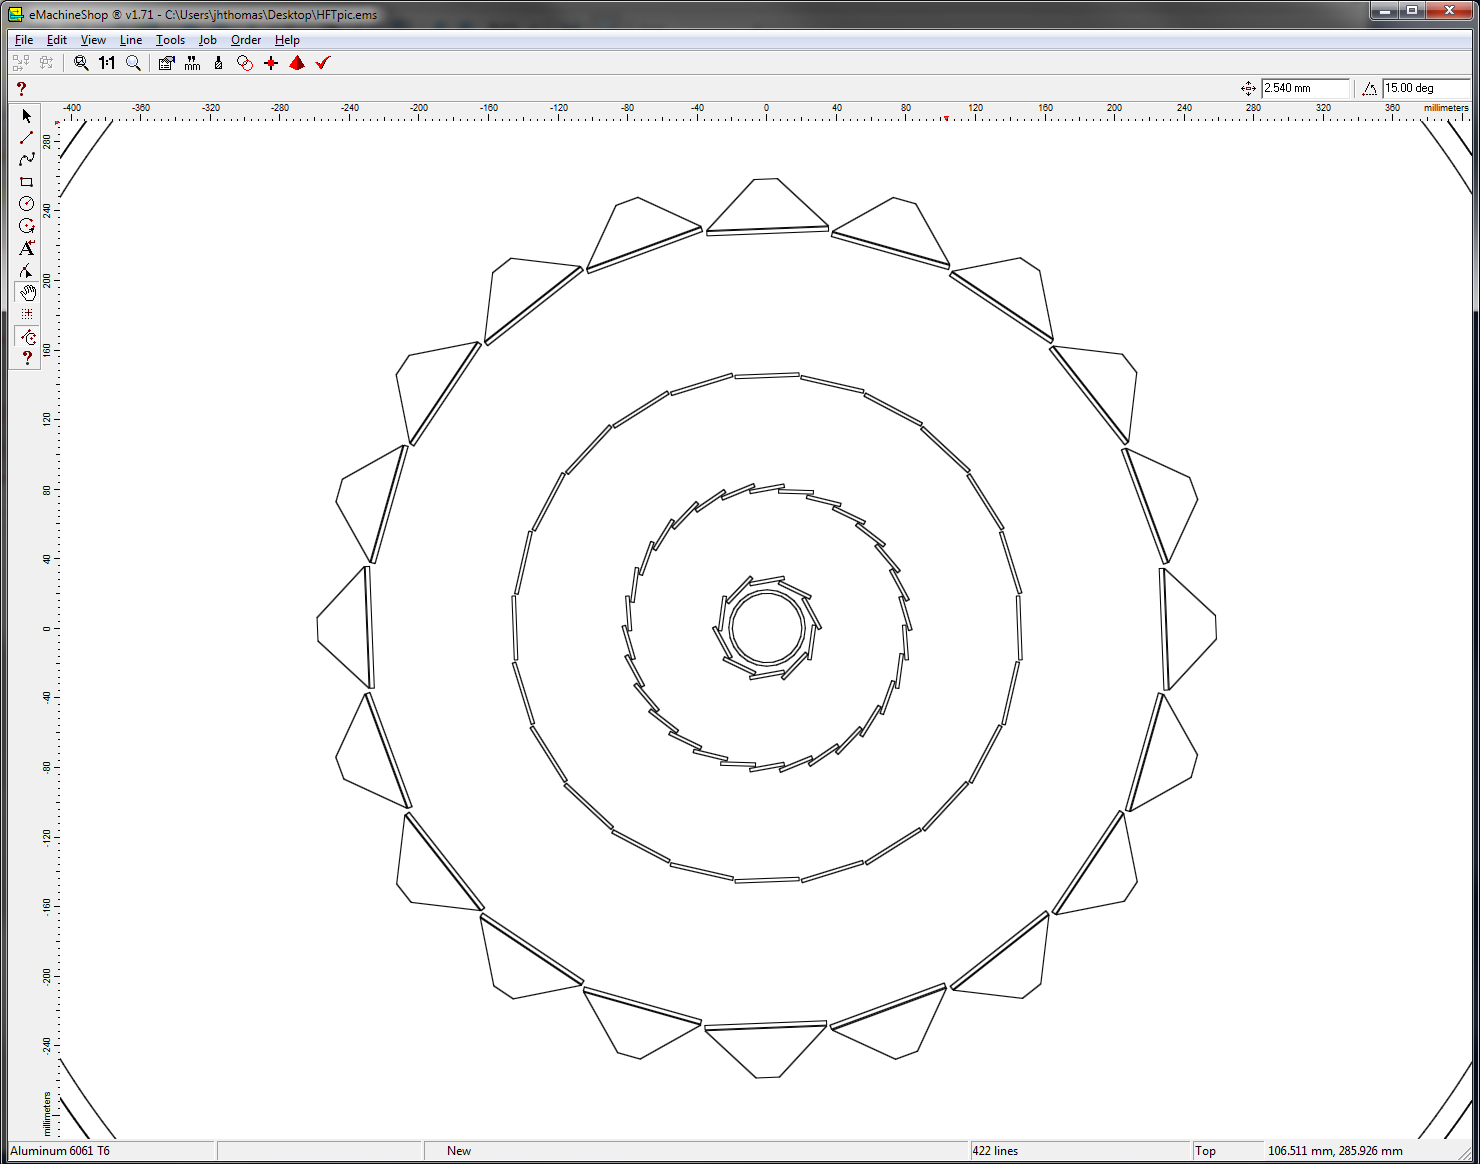 eMachineShop ® v1.71 - C:\Users\jhthomas\Desktop\HFTpic.ems
File Edit View Line Tools Job Order Help
1:1 mm
? 2.540 mm 15.00 deg
-400 -360 -320 -280 -240 -200 -160 -120 -80 -40 0 40 80 120 160 200 240 280 320 360 millimeters
A
?
280
240
200
160
120
80
40
0
-40
-80
-120
-160
-200
-240
millimeters
Aluminum 6061 T6 New 422 lines Top 106.511 mm, 285.926 mm